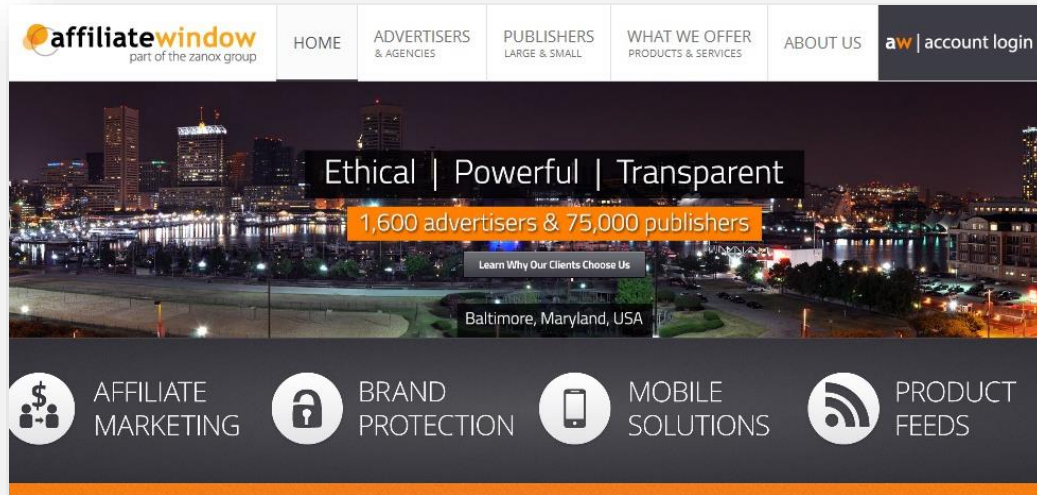 affiliatewindow
part of the zanox group
HOME
ADVERTISERS
& AGENCIES
PUBLISHERS
LARGE & SMALL
WHAT WE OFFER
PRODUCTS & SERVICES
ABOUT US
aw | account login
Ethical | Powerful | Transparent
1,600 advertisers & 75,000 publishers
Learn Why Our Clients Choose Us
Baltimore, Maryland, USA
$
AFFILIATE
MARKETING
BRAND
PROTECTION
MOBILE
SOLUTIONS
PRODUCT
FEEDS